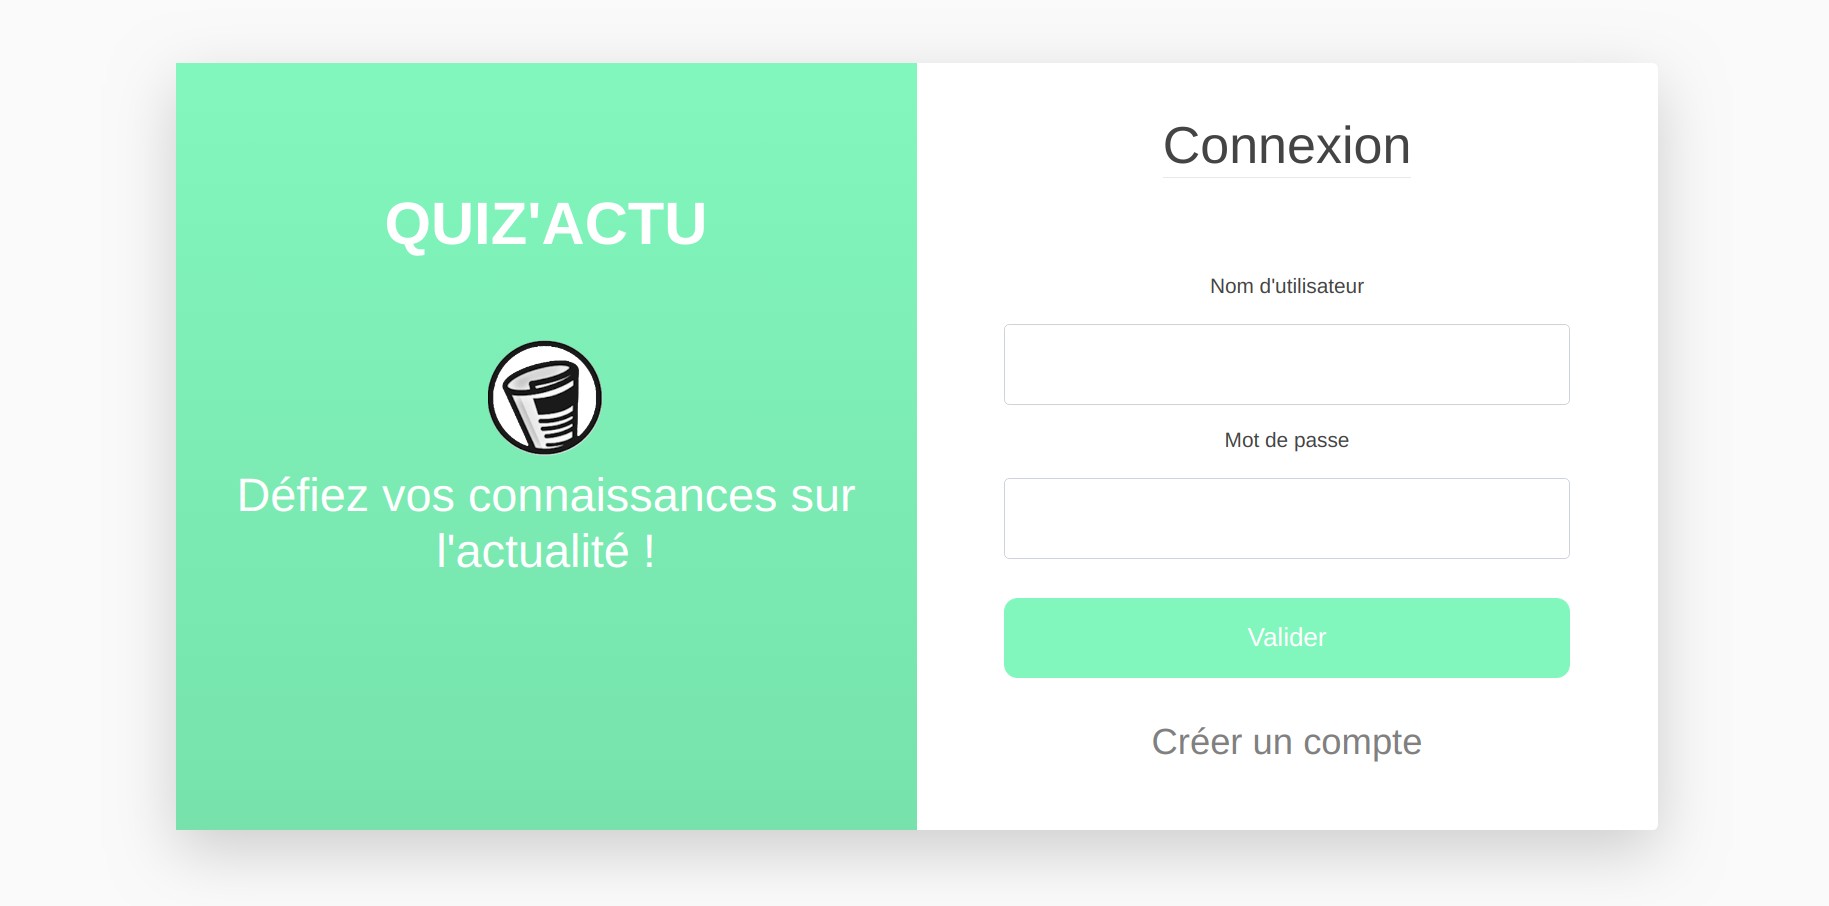 QUIZ'ACTU
Défiez vos connaissances sur
l'actualité !
Connexion
Nom d'utilisateur
Mot de passe
Valider
Créer un compte